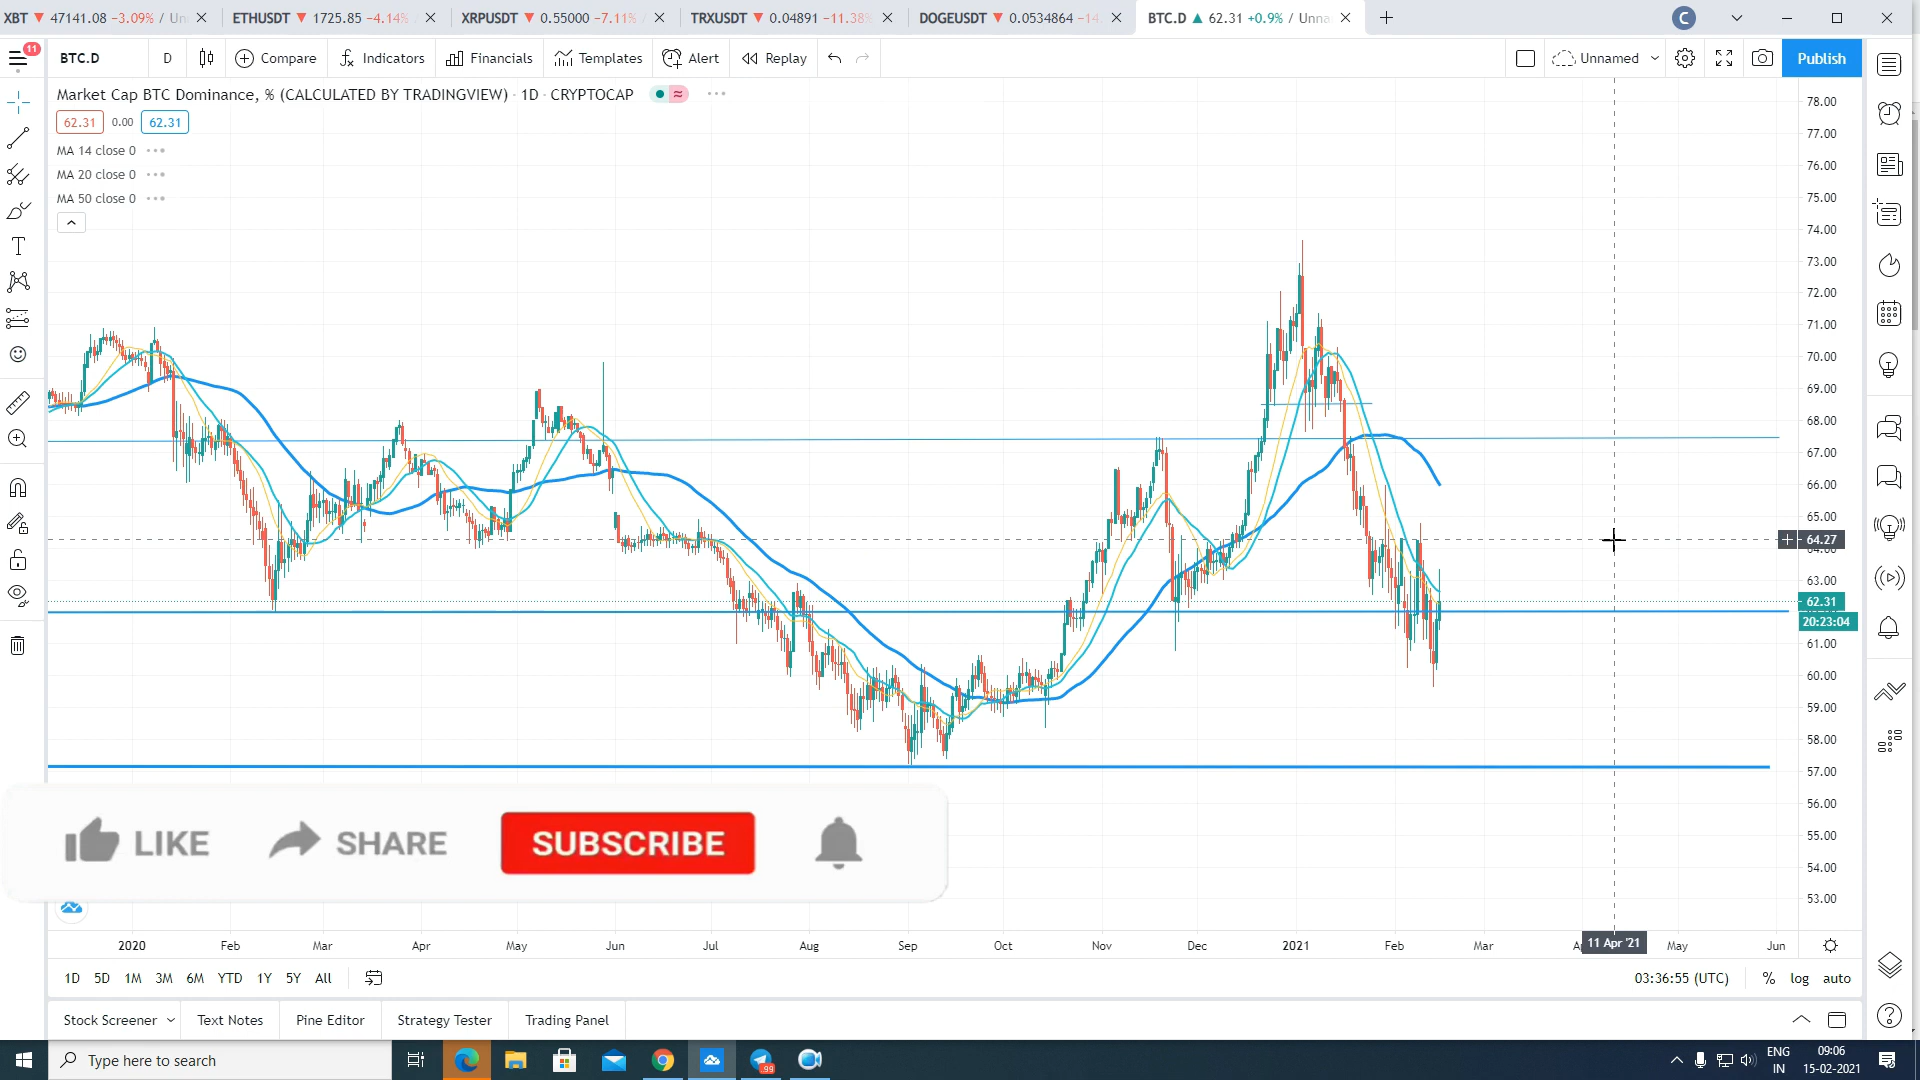 XBT ▼ 47141.08 −3.09% / Un
ETHUSDT ▼ 1725.85 −4.14%
XRPUSDT ▼ 0.55000 −7.11%
TRXUSDT ▼ 0.04891 −11.38%
DOGEUSDT ▼ 0.0534864 −14
BTC.D ▲ 62.31 +0.9% / Unna
C
11
BTC.D
D
Compare
Indicators
Financials
Templates
Alert
Replay
Unnamed
Publish
Market Cap BTC Dominance, % (CALCULATED BY TRADINGVIEW) · 1D · CRYPTOCAP
62.31 0.00 62.31
MA 14 close 0
MA 20 close 0
MA 50 close 0
78.00
77.00
76.00
75.00
74.00
73.00
72.00
71.00
70.00
69.00
68.00
67.00
66.00
65.00
64.27
64.00
63.00
62.31
20:23:04
61.00
60.00
59.00
58.00
57.00
56.00
55.00
54.00
53.00
LIKE
SHARE
SUBSCRIBE
2020 Feb Mar Apr May Jun Jul Aug Sep Oct Nov Dec 2021 Feb Mar 11 Apr '21 May Jun
1D 5D 1M 3M 6M YTD 1Y 5Y All
03:36:55 (UTC) % log auto
Stock Screener
Text Notes
Pine Editor
Strategy Tester
Trading Panel
Type here to search
99
ENG
IN
09:06
15-02-2021